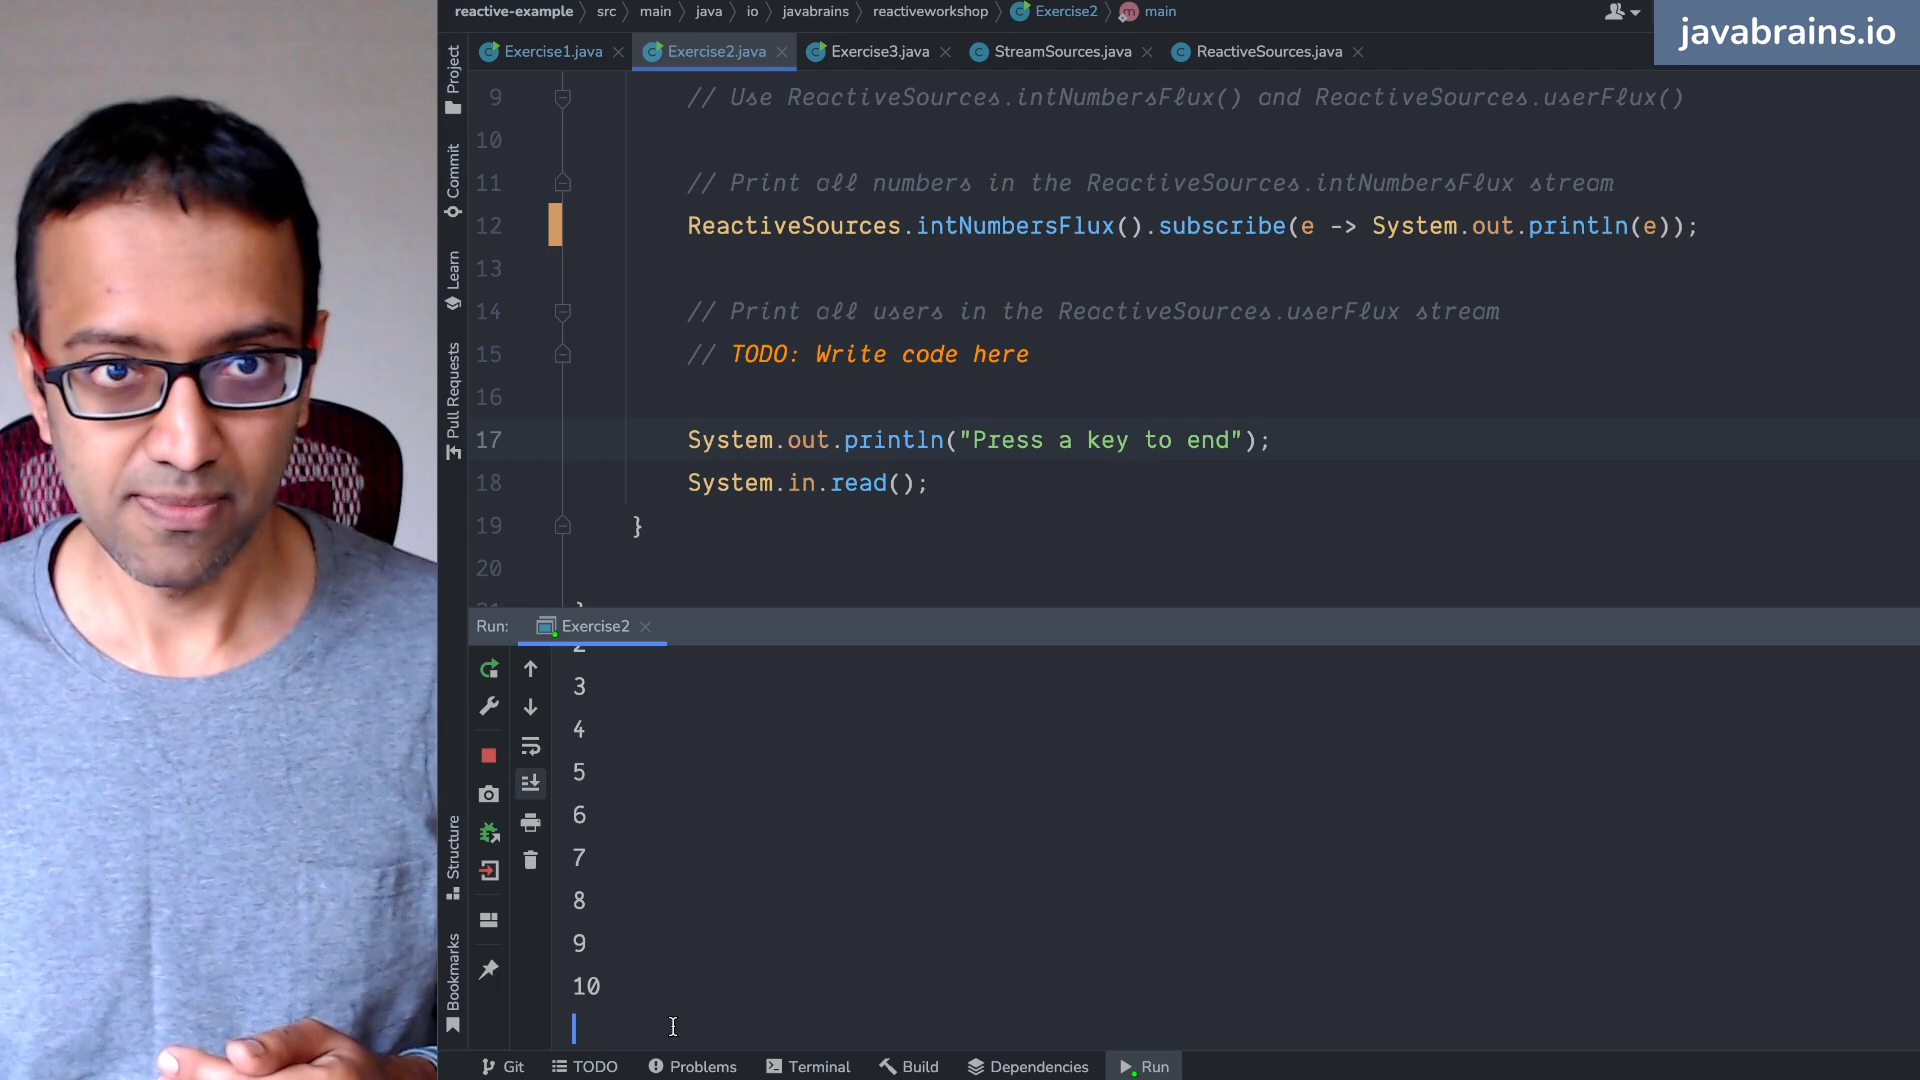 reactive-example src main java io javabrains reactiveworkshop Exercise2 main
javabrains.io
Exercise1.java Exercise2.java Exercise3.java StreamSources.java ReactiveSources.java
Project
Commit
Learn
Pull Requests
Structure
Bookmarks
9 // Use ReactiveSources.intNumbersFlux() and ReactiveSources.userFlux()
10
11 // Print all numbers in the ReactiveSources.intNumbersFlux stream
12 ReactiveSources.intNumbersFlux().subscribe(e -> System.out.println(e));
13
14 // Print all users in the ReactiveSources.userFlux stream
15 // TODO: Write code here
16
17 System.out.println("Press a key to end");
18 System.in.read();
19 }
20
Run: Exercise2
3
4
5
6
7
8
9
10
Git TODO Problems Terminal Build Dependencies Run